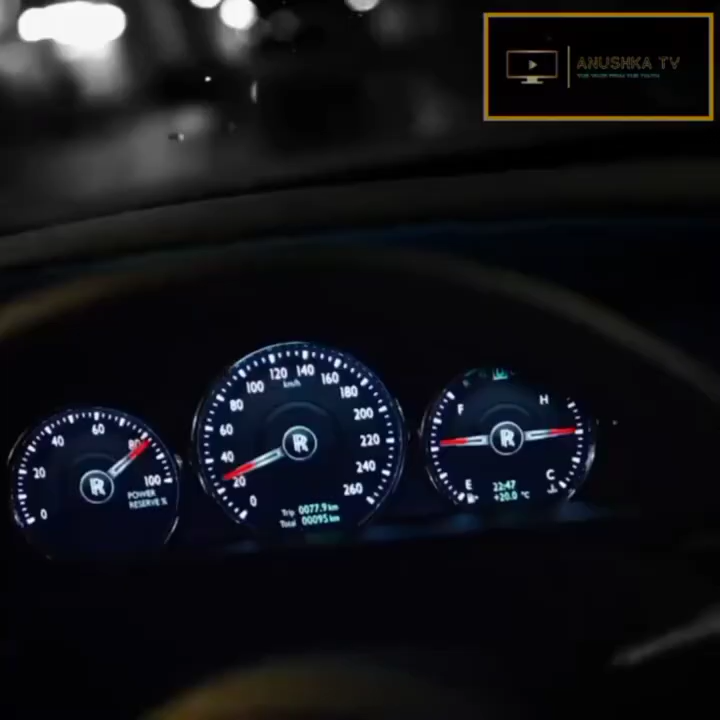 ANUSHKA TV
120 140
100 160
km/h
80 180
60 200
40 220
20 240
0 260
Trip 0077.9 km
Total 00095 km
60
40 80
20 100
0
POWER
RESERVE %
F H
E C
22:47
+20.0 °C